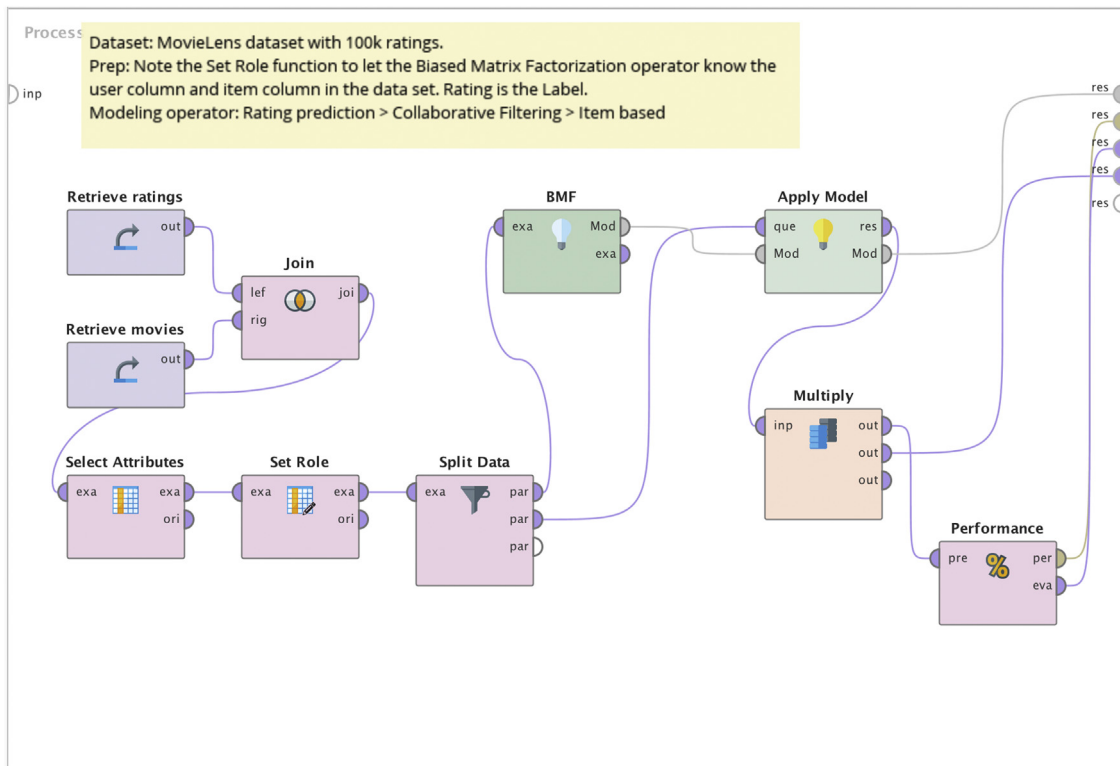 Process
Dataset: MovieLens dataset with 100k ratings.
Prep: Note the Set Role function to let the Biased Matrix Factorization operator know the
user column and item column in the data set. Rating is the Label.
Modeling operator: Rating prediction > Collaborative Filtering > Item based
inp
res
res
res
res
res
Retrieve ratings
out
Join
lef joi
rig
Retrieve movies
out
BMF
exa Mod
exa
Apply Model
que res
Mod Mod
Multiply
inp out
out
out
Select Attributes
exa exa
ori
Set Role
exa exa
ori
Split Data
exa par
par
par
Performance
pre per
eva